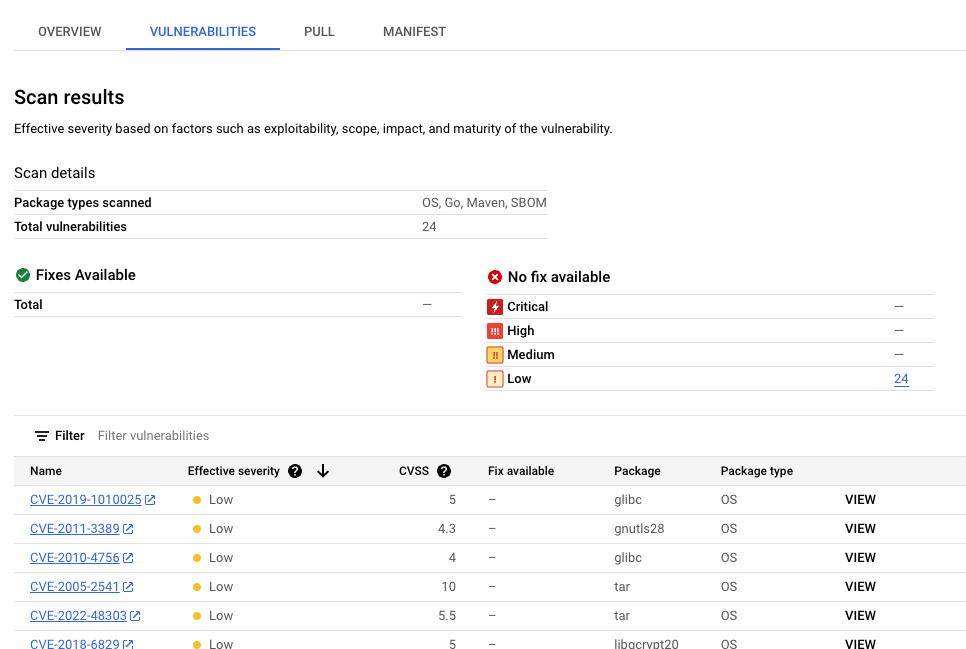 OVERVIEW VULNERABILITIES PULL MANIFEST
Scan results
Effective severity based on factors such as exploitability, scope, impact, and maturity of the vulnerability.
Scan details
Package types scanned OS, Go, Maven, SBOM
Total vulnerabilities 24
Fixes Available
Total —
No fix available
Critical —
High —
Medium —
Low 24
Filter Filter vulnerabilities
Name Effective severity CVSS Fix available Package Package type
CVE-2019-1010025 Low 5 – glibc OS VIEW
CVE-2011-3389 Low 4.3 – gnutls28 OS VIEW
CVE-2010-4756 Low 4 – glibc OS VIEW
CVE-2005-2541 Low 10 – tar OS VIEW
CVE-2022-48303 Low 5.5 – tar OS VIEW
CVE-2018-6829 Low 5 – libgcrypt20 OS VIEW